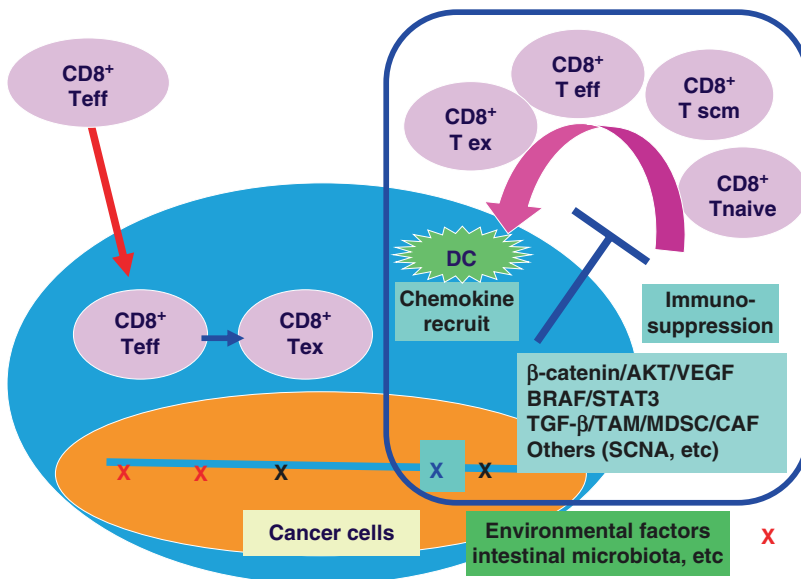 CD8+
Teff
CD8+
T eff
CD8+
T scm
CD8+
T ex
CD8+
Tnaive
DC
Chemokine
recruit
Immuno-
suppression
CD8+
Teff
CD8+
Tex
β-catenin/AKT/VEGF
BRAF/STAT3
TGF-β/TAM/MDSC/CAF
Others (SCNA, etc)
X X X X X
Cancer cells
Environmental factors
intestinal microbiota, etc
X